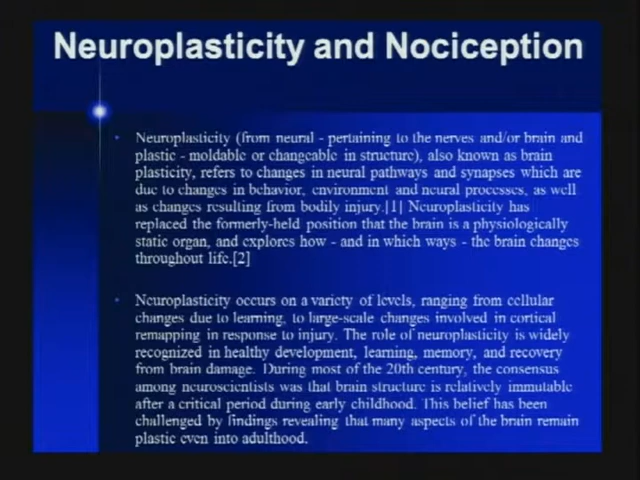 Neuroplasticity and Nociception
Neuroplasticity (from neural - pertaining to the nerves and/or brain and
plastic - moldable or changeable in structure), also known as brain
plasticity, refers to changes in neural pathways and synapses which are
due to changes in behavior, environment and neural processes, as well
as changes resulting from bodily injury.[1] Neuroplasticity has
replaced the formerly-held position that the brain is a physiologically
static organ, and explores how - and in which ways - the brain changes
throughout life.[2]
Neuroplasticity occurs on a variety of levels, ranging from cellular
changes due to learning, to large-scale changes involved in cortical
remapping in response to injury. The role of neuroplasticity is widely
recognized in healthy development, learning, memory, and recovery
from brain damage. During most of the 20th century, the consensus
among neuroscientists was that brain structure is relatively immutable
after a critical period during early childhood. This belief has been
challenged by findings revealing that many aspects of the brain remain
plastic even into adulthood.